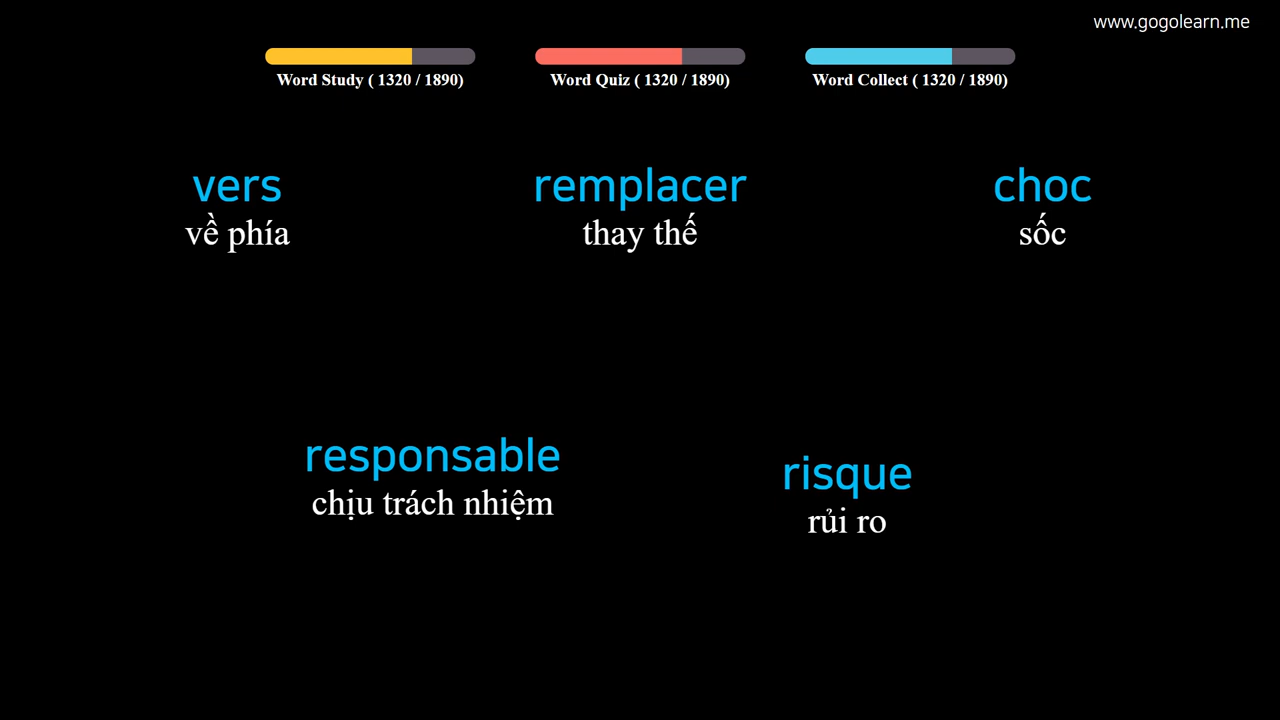 www.gogolearn.me
Word Study ( 1320 / 1890)
Word Quiz ( 1320 / 1890)
Word Collect ( 1320 / 1890)
vers
về phía
remplacer
thay thế
choc
sốc
responsable
chịu trách nhiệm
risque
rủi ro